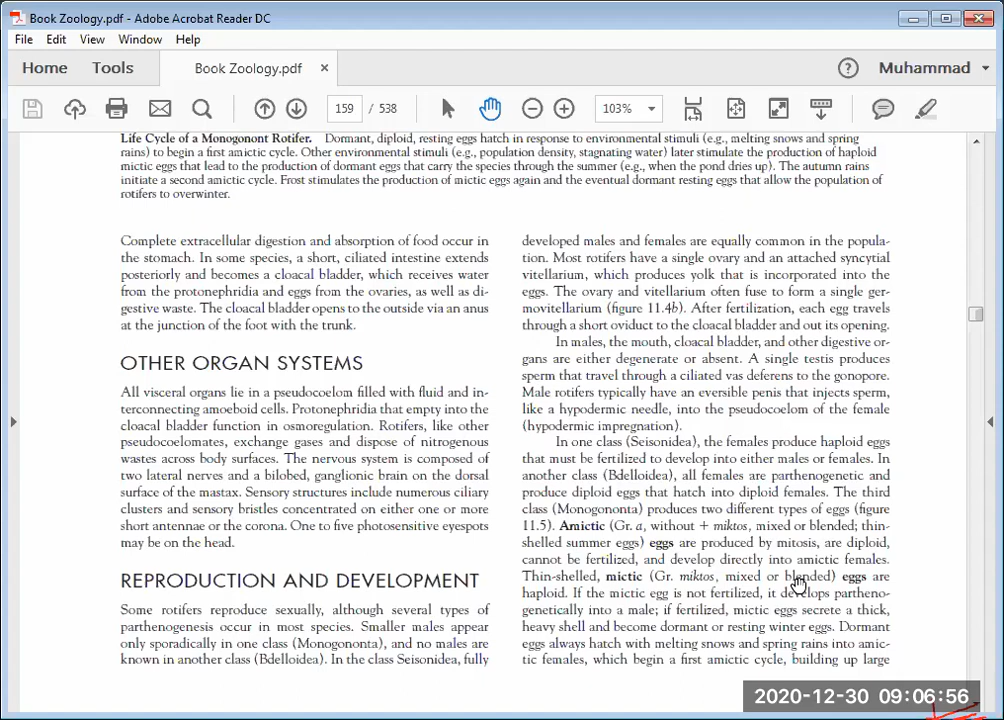 Book Zoology.pdf - Adobe Acrobat Reader DC
File Edit View Window Help
Home Tools Book Zoology.pdf × Muhammad
159 / 538 103%
Life Cycle of a Monogonont Rotifer. Dormant, diploid, resting eggs hatch in response to environmental stimuli (e.g., melting snows and spring
rains) to begin a first amictic cycle. Other environmental stimuli (e.g., population density, stagnating water) later stimulate the production of haploid
mictic eggs that lead to the production of dormant eggs that carry the species through the summer (e.g., when the pond dries up). The autumn rains
initiate a second amictic cycle. Frost stimulates the production of mictic eggs again and the eventual dormant resting eggs that allow the population of
rotifers to overwinter.
Complete extracellular digestion and absorption of food occur in
the stomach. In some species, a short, ciliated intestine extends
posteriorly and becomes a cloacal bladder, which receives water
from the protonephridia and eggs from the ovaries, as well as di-
gestive waste. The cloacal bladder opens to the outside via an anus
at the junction of the foot with the trunk.
OTHER ORGAN SYSTEMS
All visceral organs lie in a pseudocoelom filled with fluid and in-
terconnecting amoeboid cells. Protonephridia that empty into the
cloacal bladder function in osmoregulation. Rotifers, like other
pseudocoelomates, exchange gases and dispose of nitrogenous
wastes across body surfaces. The nervous system is composed of
two lateral nerves and a bilobed, ganglionic brain on the dorsal
surface of the mastax. Sensory structures include numerous ciliary
clusters and sensory bristles concentrated on either one or more
short antennae or the corona. One to five photosensitive eyespots
may be on the head.
REPRODUCTION AND DEVELOPMENT
Some rotifers reproduce sexually, although several types of
parthenogenesis occur in most species. Smaller males appear
only sporadically in one class (Monogononta), and no males are
known in another class (Bdelloidea). In the class Seisonidea, fully
developed males and females are equally common in the popula-
tion. Most rotifers have a single ovary and an attached syncytial
vitellarium, which produces yolk that is incorporated into the
eggs. The ovary and vitellarium often fuse to form a single ger-
movitellarium (figure 11.4b). After fertilization, each egg travels
through a short oviduct to the cloacal bladder and out its opening.
In males, the mouth, cloacal bladder, and other digestive or-
gans are either degenerate or absent. A single testis produces
sperm that travel through a ciliated vas deferens to the gonopore.
Male rotifers typically have an eversible penis that injects sperm,
like a hypodermic needle, into the pseudocoelom of the female
(hypodermic impregnation).
In one class (Seisonidea), the females produce haploid eggs
that must be fertilized to develop into either males or females. In
another class (Bdelloidea), all females are parthenogenetic and
produce diploid eggs that hatch into diploid females. The third
class (Monogononta) produces two different types of eggs (figure
11.5). Amictic (Gr. a, without + miktos, mixed or blended; thin-
shelled summer eggs) eggs are produced by mitosis, are diploid,
cannot be fertilized, and develop directly into amictic females.
Thin-shelled, mictic (Gr. miktos, mixed or blended) eggs are
haploid. If the mictic egg is not fertilized, it develops partheno-
genetically into a male; if fertilized, mictic eggs secrete a thick,
heavy shell and become dormant or resting winter eggs. Dormant
eggs always hatch with melting snows and spring rains into amic-
tic females, which begin a first amictic cycle, building up large
2020-12-30 09:06:56